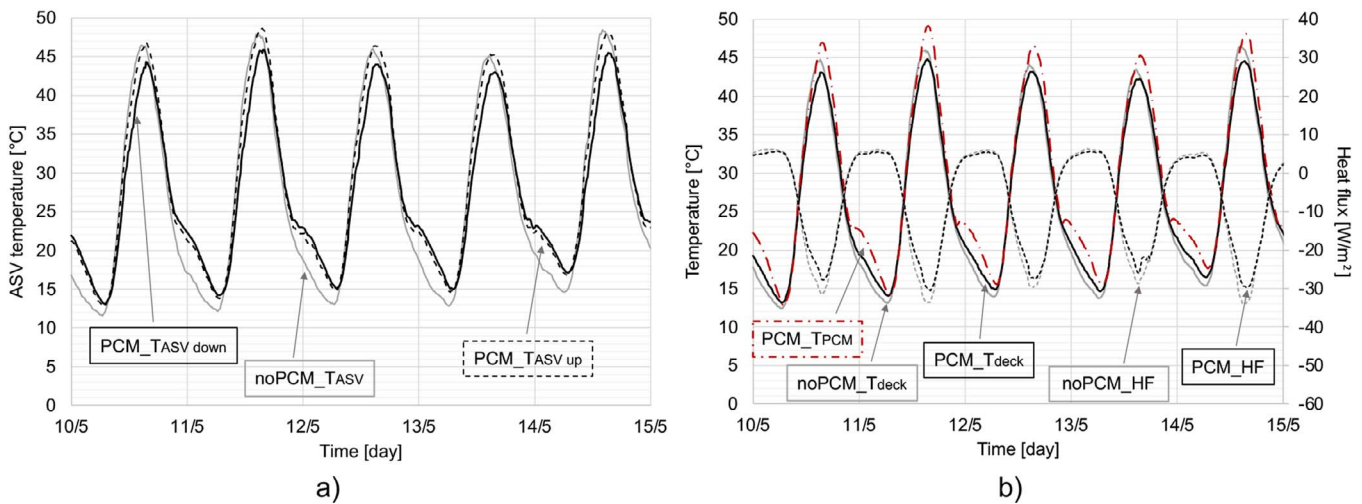 50
45
40
35
30
25
20
15
10
5
0
ASV temperature [°C]
PCM_TASV down
noPCM_TASV
PCM_TASV up
10/5 11/5 12/5 13/5 14/5 15/5
Time [day]
a)
50
45
40
35
30
25
20
15
10
5
0
Temperature [°C]
40
30
20
10
0
-10
-20
-30
-40
-50
-60
Heat flux [W/m²]
PCM_TPCM
noPCM_Tdeck
PCM_Tdeck
noPCM_HF
PCM_HF
10/5 11/5 12/5 13/5 14/5 15/5
Time [day]
b)